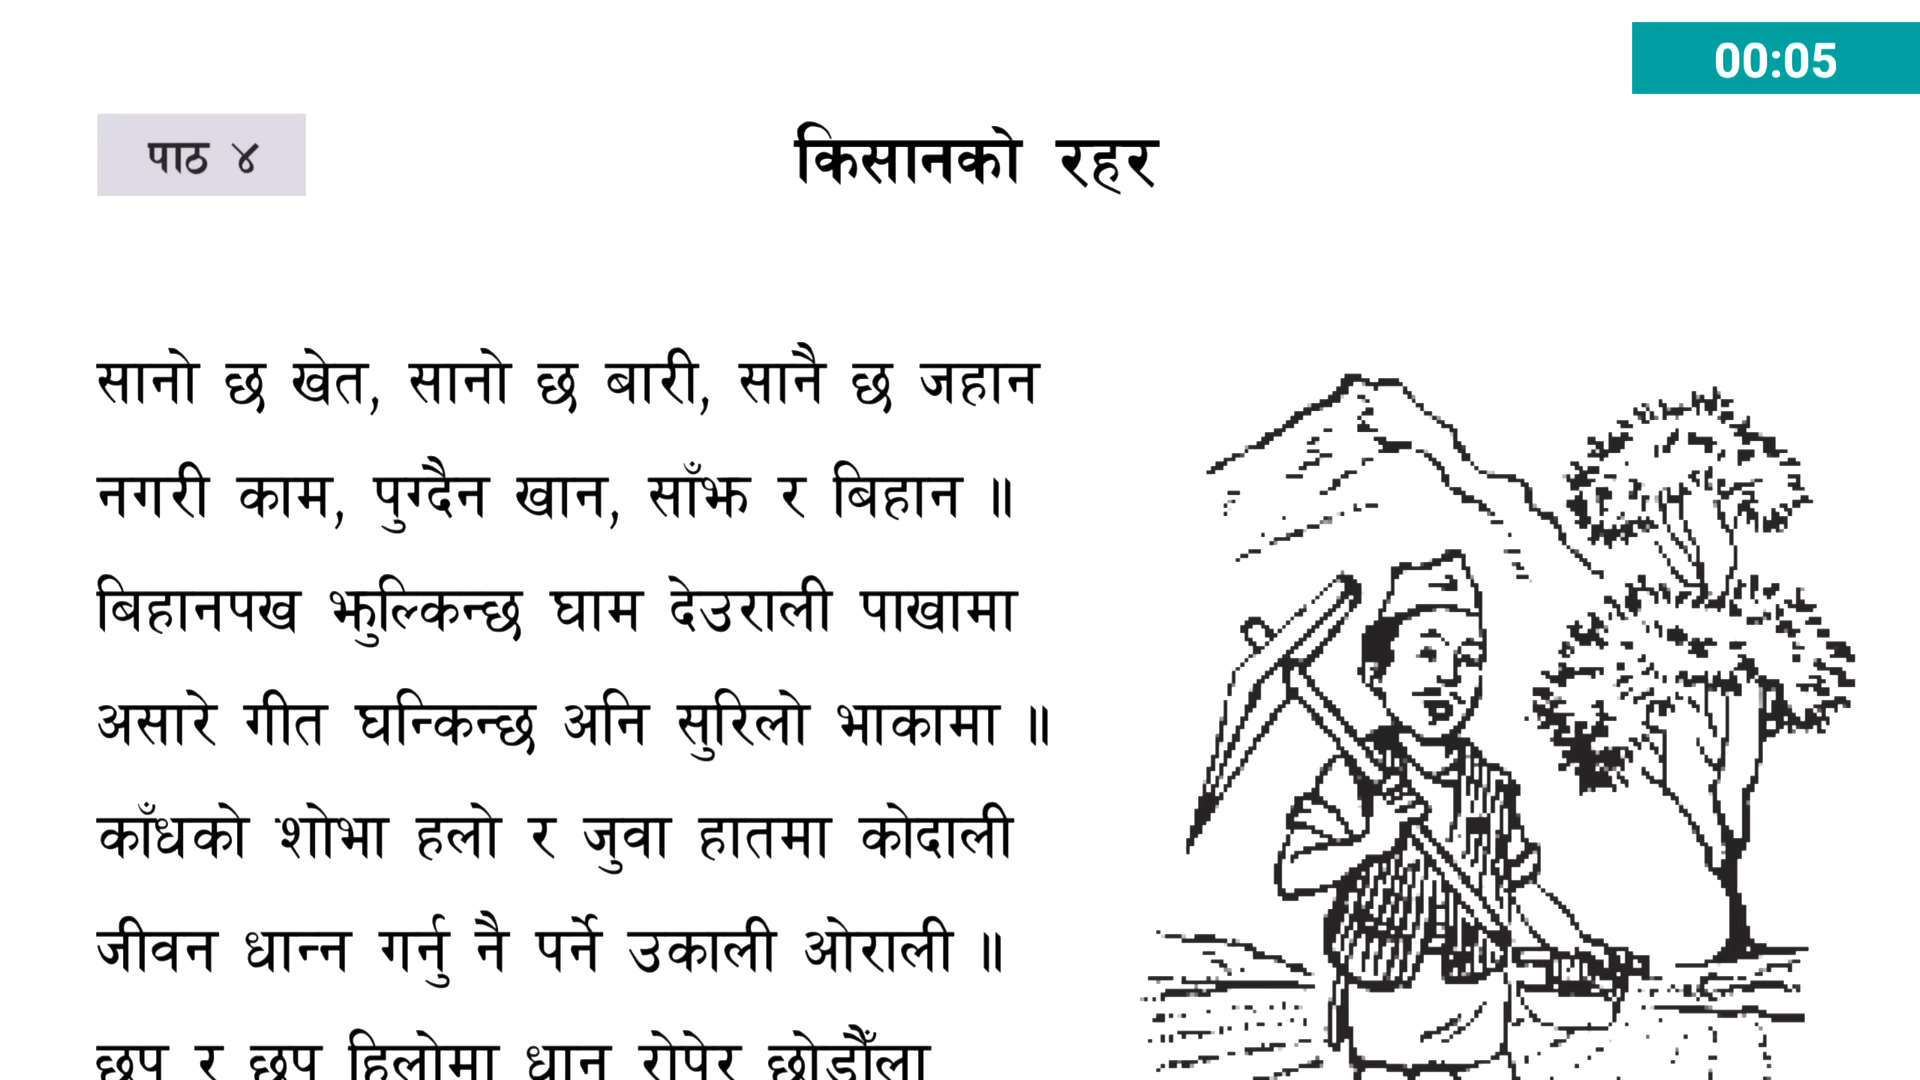 00:05
पाठ ४
किसानको रहर
सानो छ खेत, सानो छ बारी, सानै छ जहान
नगरी काम, पुग्दैन खान, साँझ र बिहान ॥
बिहानपख झुल्किन्छ घाम देउराली पाखामा
असारे गीत घन्किन्छ अनि सुरिलो भाकामा ॥
काँधको शोभा हलो र जुवा हातमा कोदाली
जीवन धान्न गर्नु नै पर्ने उकाली ओराली ॥
छुप र छुप हिलोमा धान रोपेर छोडौँला